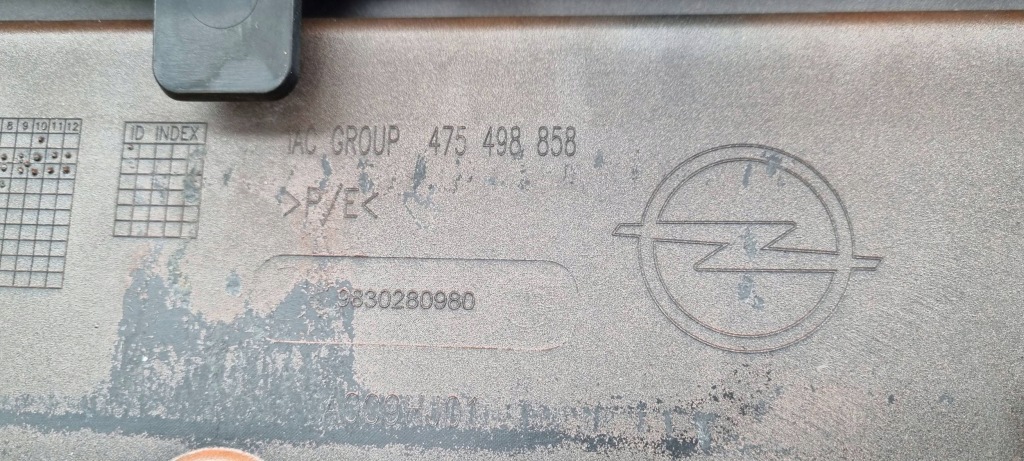 8 9 10 11 12
ID INDEX
IAC GROUP 475 498 858
>P/E<
9830280980